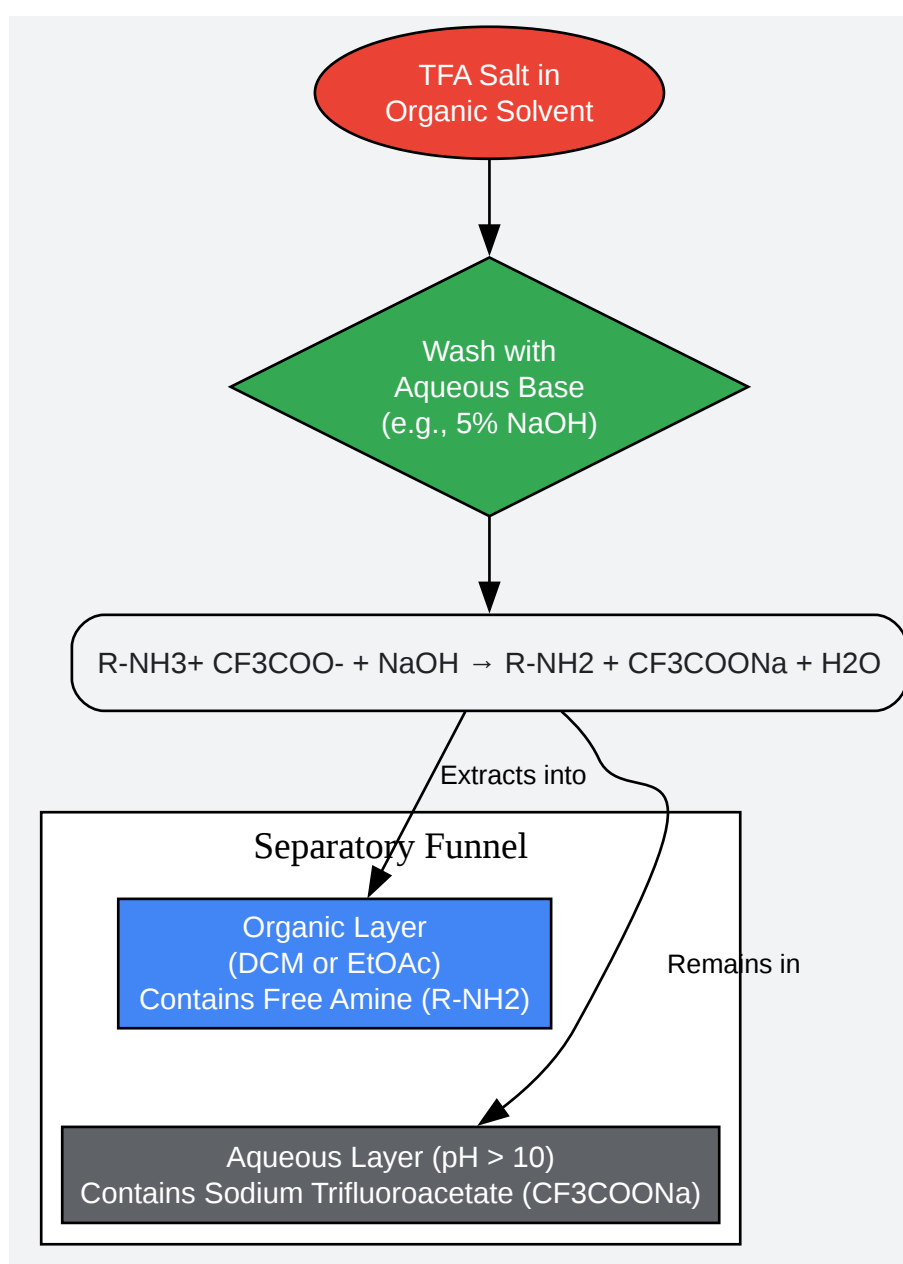 TFA Salt in
Organic Solvent
Wash with
Aqueous Base
(e.g., 5% NaOH)
R-NH3+ CF3COO- + NaOH → R-NH2 + CF3COONa + H2O
Extracts into
Separatory Funnel
Organic Layer
(DCM or EtOAc)
Contains Free Amine (R-NH2)
Remains in
Aqueous Layer (pH > 10)
Contains Sodium Trifluoroacetate (CF3COONa)